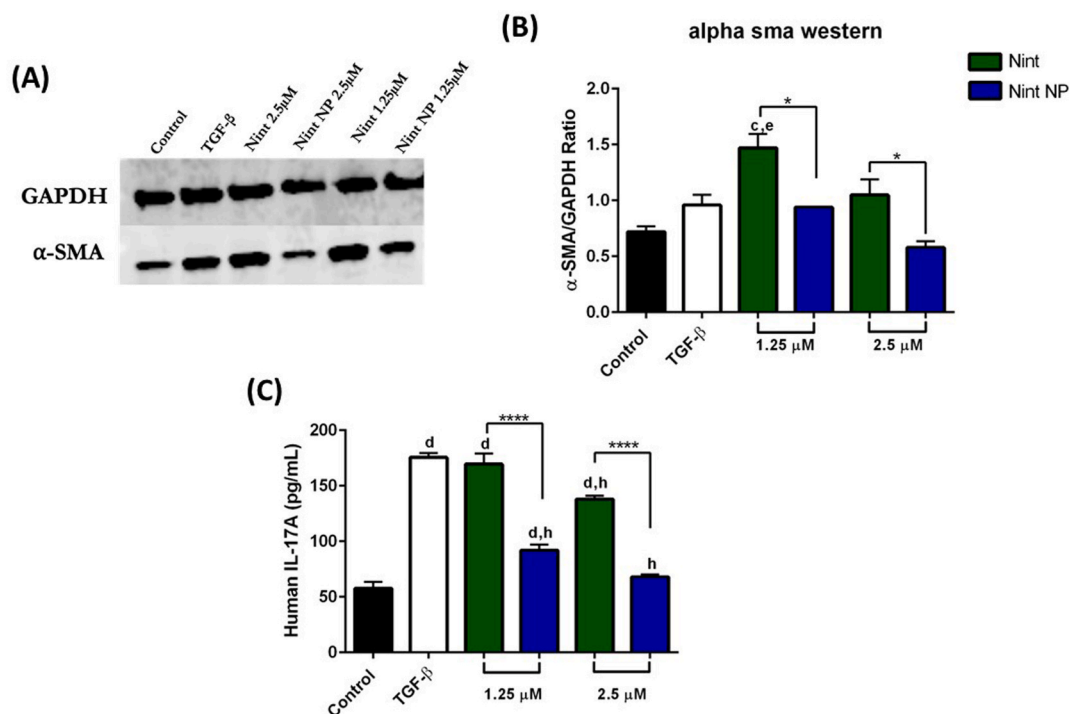 (A)
Control
TGF-β
Nint 2.5μM
Nint NP 2.5μM
Nint 1.25μM
Nint NP 1.25μM
GAPDH
α-SMA
(B)
alpha sma western
Nint
Nint NP
α-SMA/GAPDH Ratio
2.0
1.5
1.0
0.5
0.0
c,e
*
*
Control
TGF-β
1.25 μM
2.5 μM
(C)
Human IL-17A (pg/mL)
200
150
100
50
0
d
d
****
d,h
d,h
****
h
Control
TGF-β
1.25 μM
2.5 μM